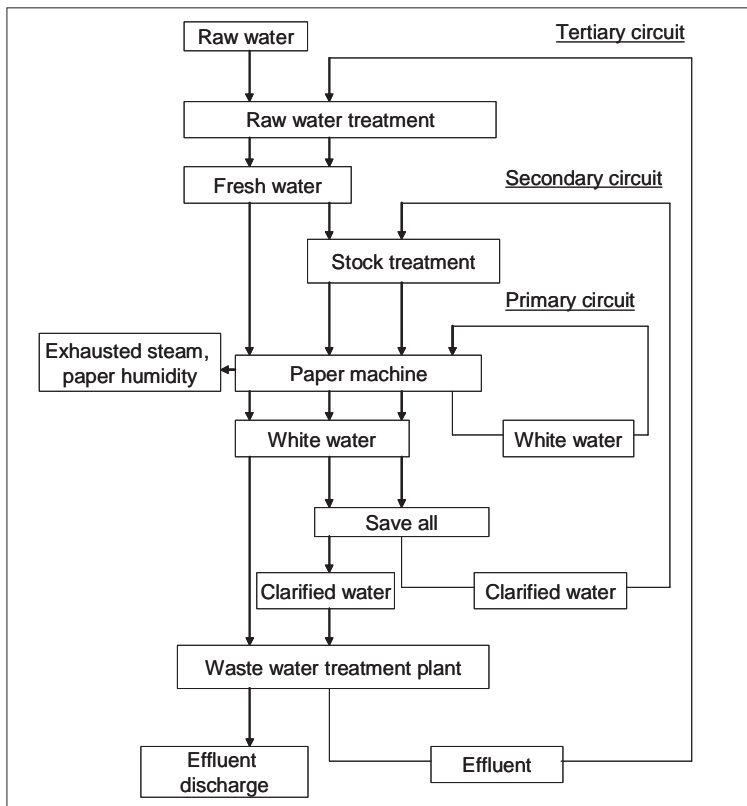 Raw water
Tertiary circuit
Raw water treatment
Fresh water
Secondary circuit
Stock treatment
Primary circuit
Exhausted steam,
paper humidity
Paper machine
White water
White water
Save all
Clarified water
Clarified water
Waste water treatment plant
Effluent
discharge
Effluent